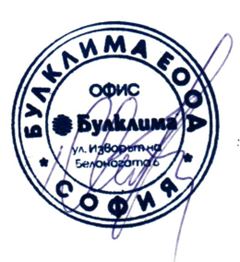 БУЛКЛИМА ЕООД
ОФИС
Булклима
ул. Изворът на
Белоногата 6
* СОФИЯ *